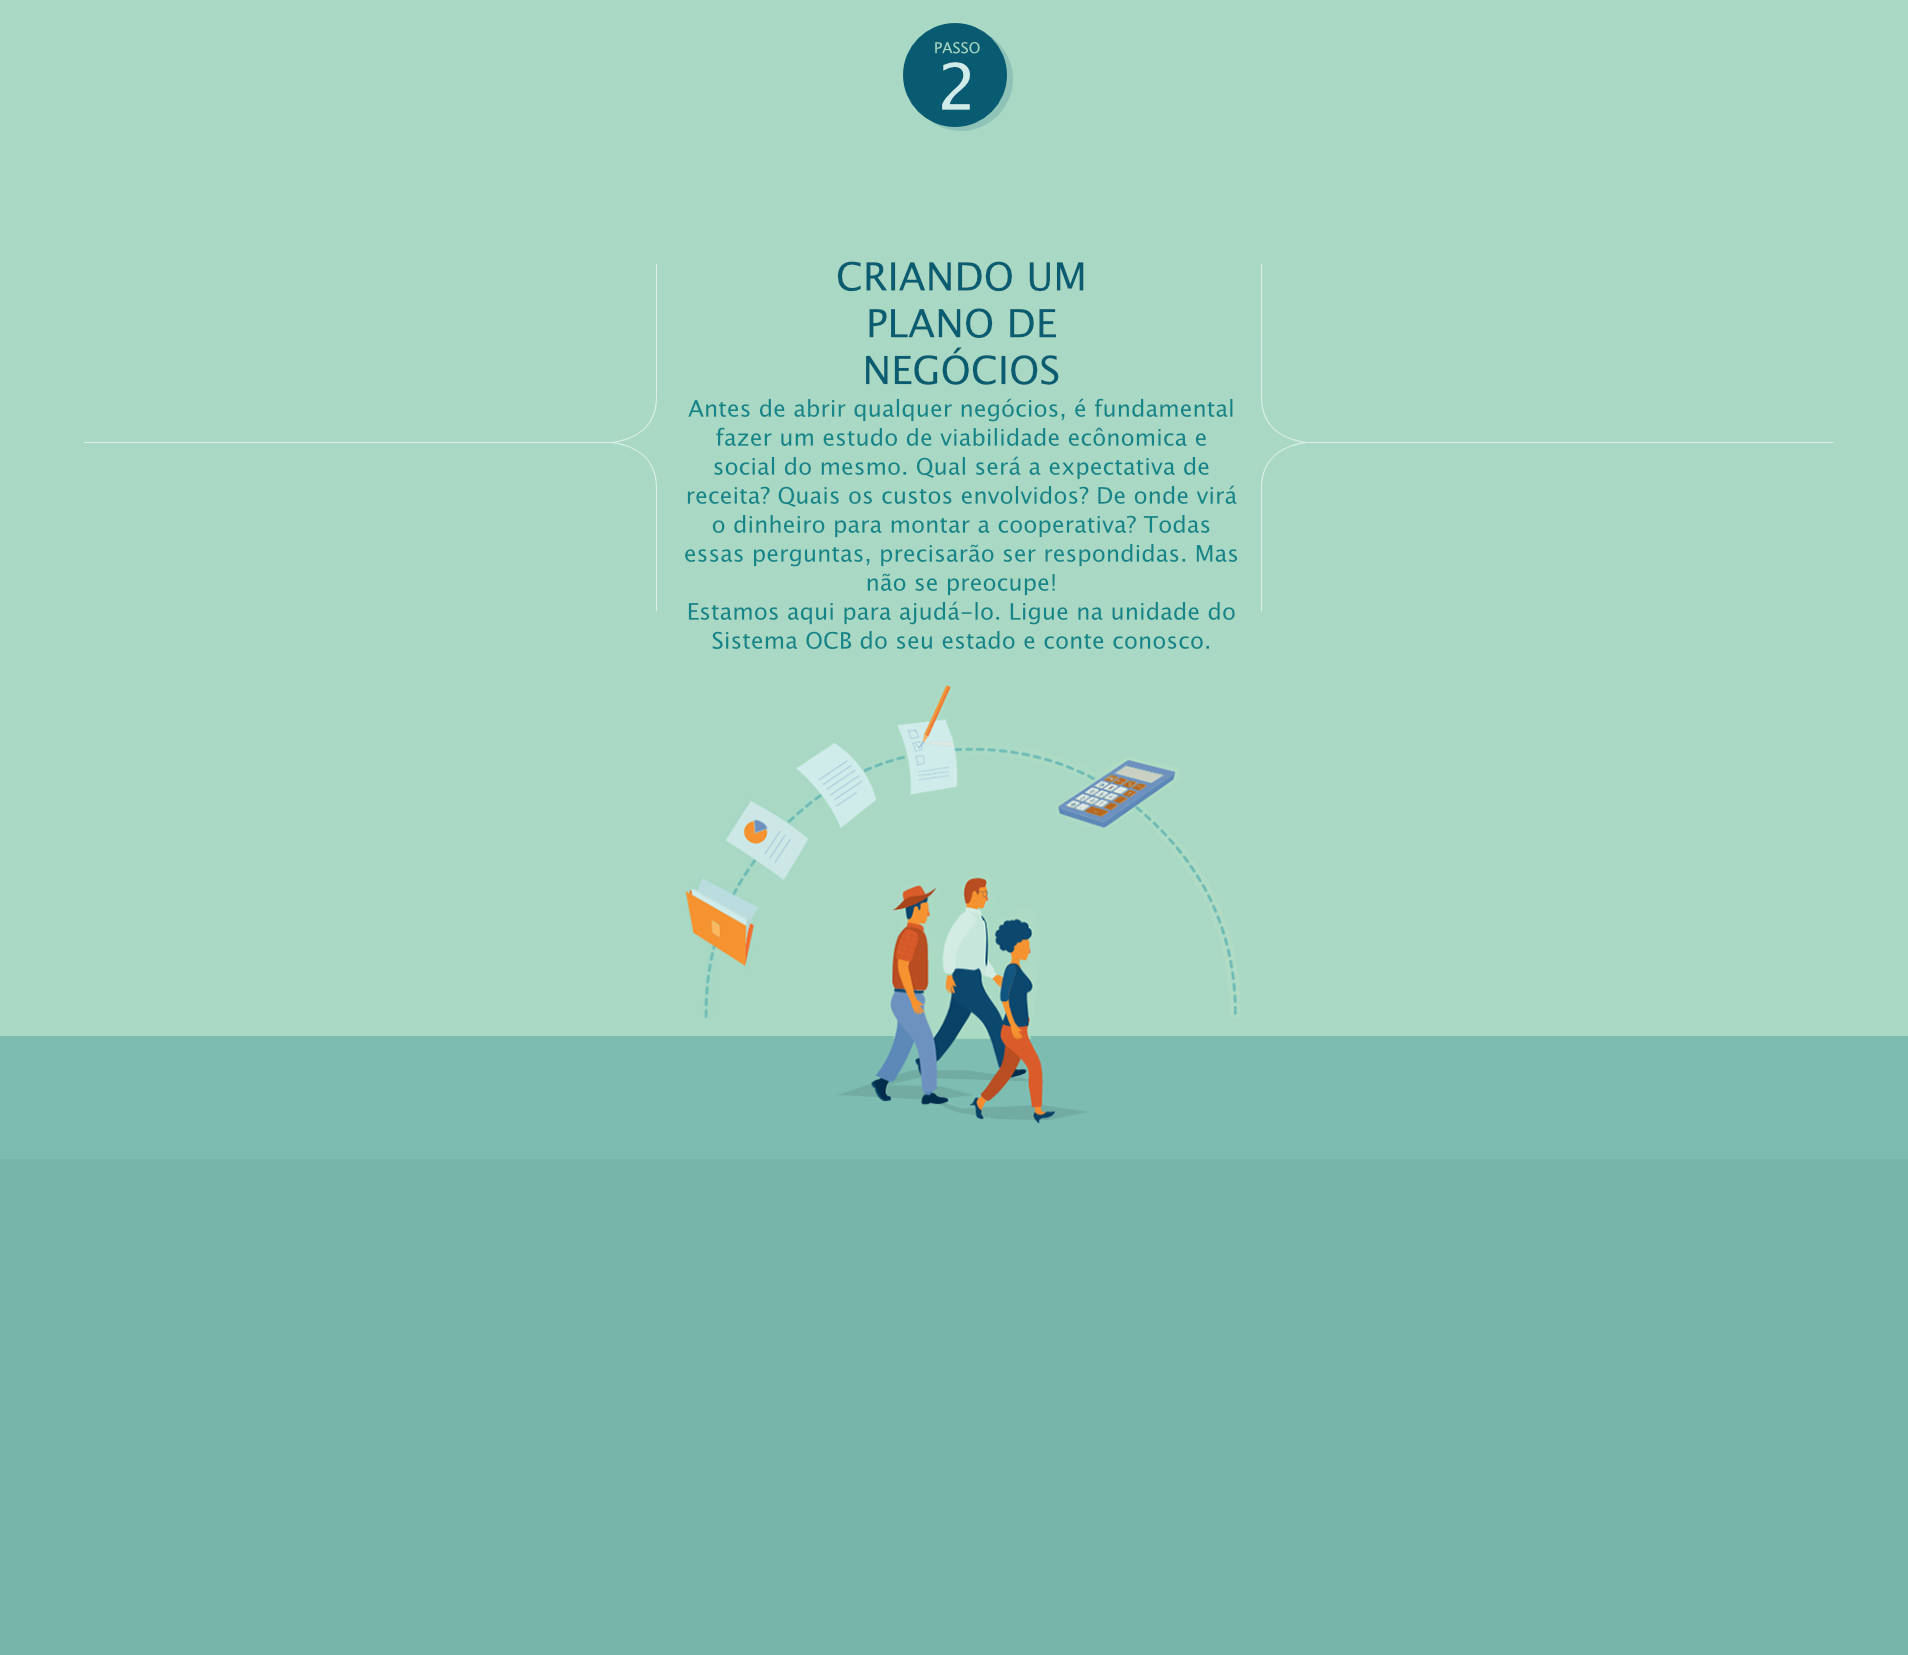 PASSO
2
CRIANDO UM
PLANO DE
NEGÓCIOS
Antes de abrir qualquer negócios, é fundamental
fazer um estudo de viabilidade ecônomica e
social do mesmo. Qual será a expectativa de
receita? Quais os custos envolvidos? De onde virá
o dinheiro para montar a cooperativa? Todas
essas perguntas, precisarão ser respondidas. Mas
não se preocupe!
Estamos aqui para ajudá-lo. Ligue na unidade do
Sistema OCB do seu estado e conte conosco.